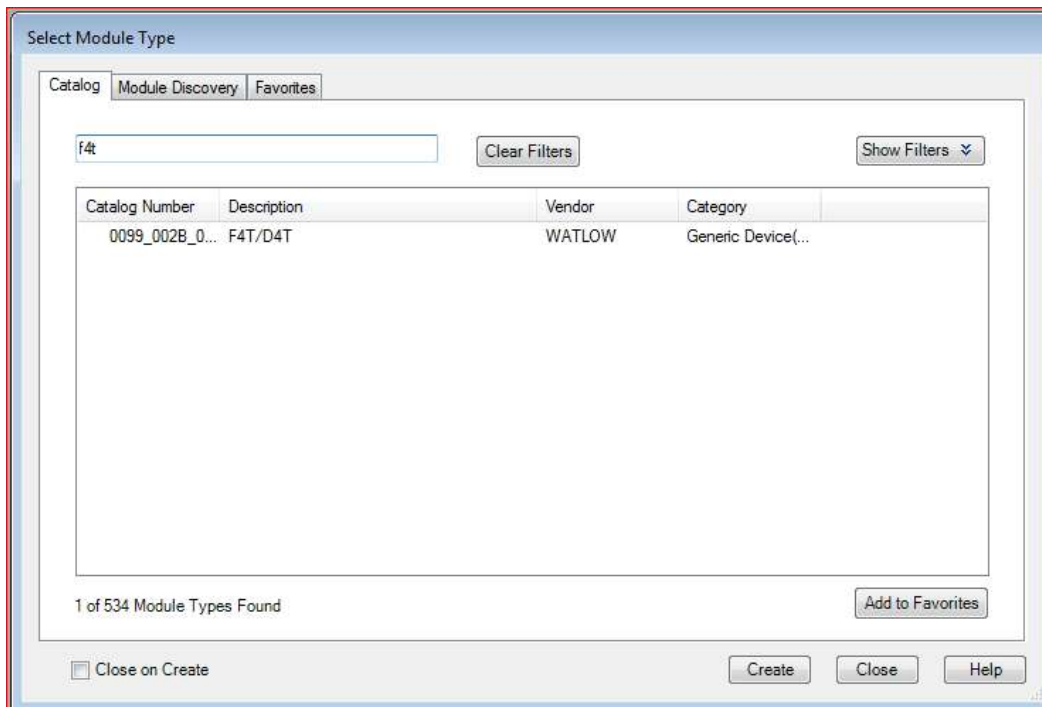 Select Module Type
Catalog Module Discovery Favorites
f4t Clear Filters Show Filters
Catalog Number Description Vendor Category
0099_002B_0... F4T/D4T WATLOW Generic Device(...
1 of 534 Module Types Found Add to Favorites
Close on Create Create Close Help